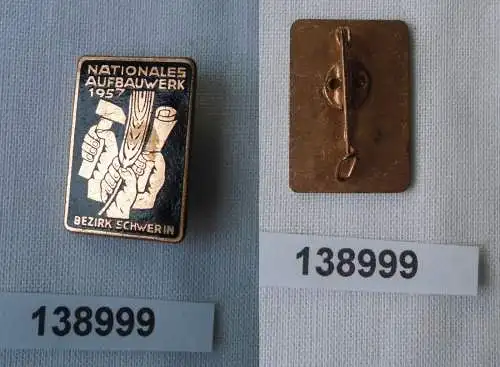 NATIONALES
AUFBAUWERK
1957
BEZIRK SCHWERIN
138999
138999